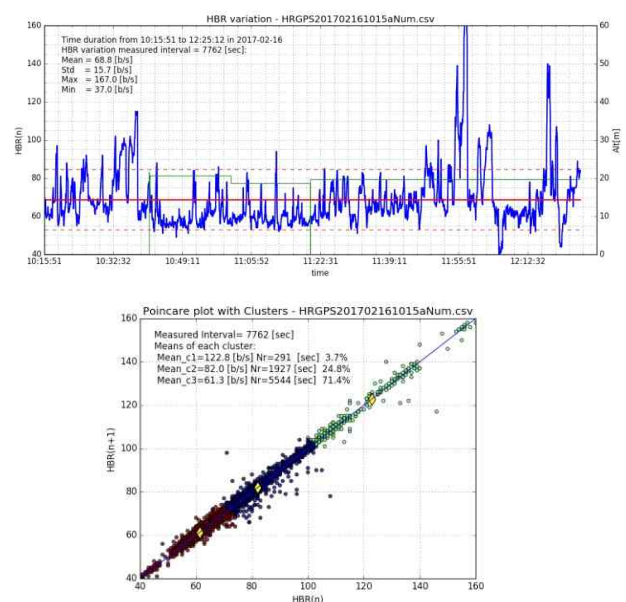 HBR variation - HRGPS201702161015aNum.csv
Time duration from 10:15:51 to 12:25:12 in 2017-02-16
HBR variation measured interval = 7762 [sec]:
Mean = 68.8 [b/s]
Std = 15.7 [b/s]
Max = 167.0 [b/s]
Min = 37.0 [b/s]
160
140
120
100
80
60
40
HBR(n)
60
50
40
30
20
10
0
Alt[m]
10:15:51 10:32:32 10:49:11 11:05:52 11:22:31 11:39:11 11:55:51 12:12:32
time
Poincare plot with Clusters - HRGPS201702161015aNum.csv
Measured Interval= 7762 [sec]
Means of each cluster:
Mean_c1=122.8 [b/s] Nr=291 [sec] 3.7%
Mean_c2=82.0 [b/s] Nr=1927 [sec] 24.8%
Mean_c3=61.3 [b/s] Nr=5544 [sec] 71.4%
160
140
120
100
80
60
40
HBR(n+1)
40 60 80 100 120 140 160
HBR(n)